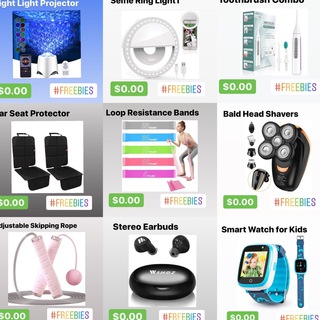 ight Light Projector
Selfie Ring Light1
Toothbrush Combo
$0.00
#FREEBIES
$0.00
#FREEBIES
$0.00
#FREEBIES
ar Seat Protector
Loop Resistance Bands
Bald Head Shavers
$0.00
#FREEBIES
$0.00
#FREEBIES
$0.00
#FREEBIES
djustable Skipping Rope
Stereo Earbuds
Smart Watch for Kids
$0.00
#FREEBIES
$0.00
#FREEBIES
$0.00
#FREEBIES